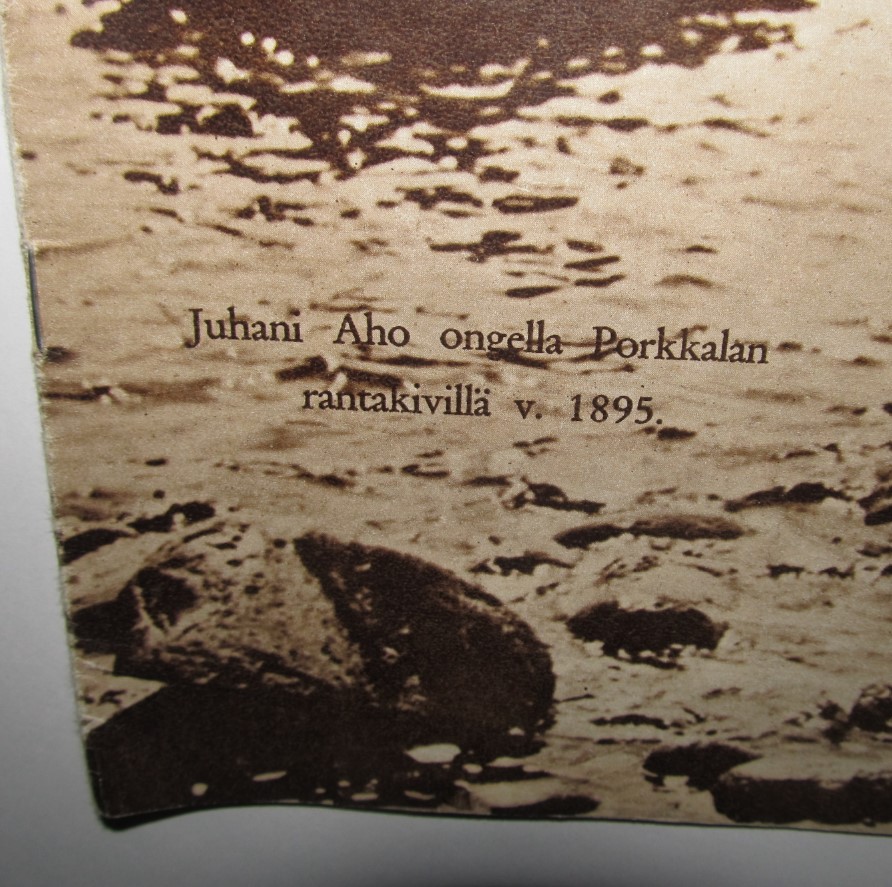 Juhani Aho ongella Porkkalan
rantakivillä v. 1895.